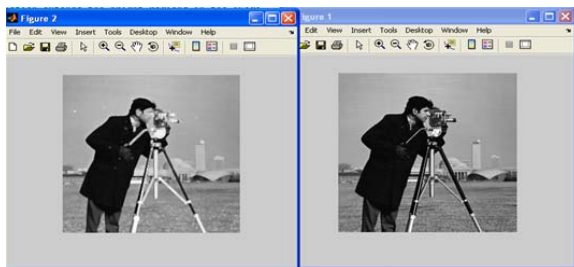 Figure 2
File Edit View Insert Tools Desktop Window Help
igure 1
Edit View Insert Tools Desktop Window Help